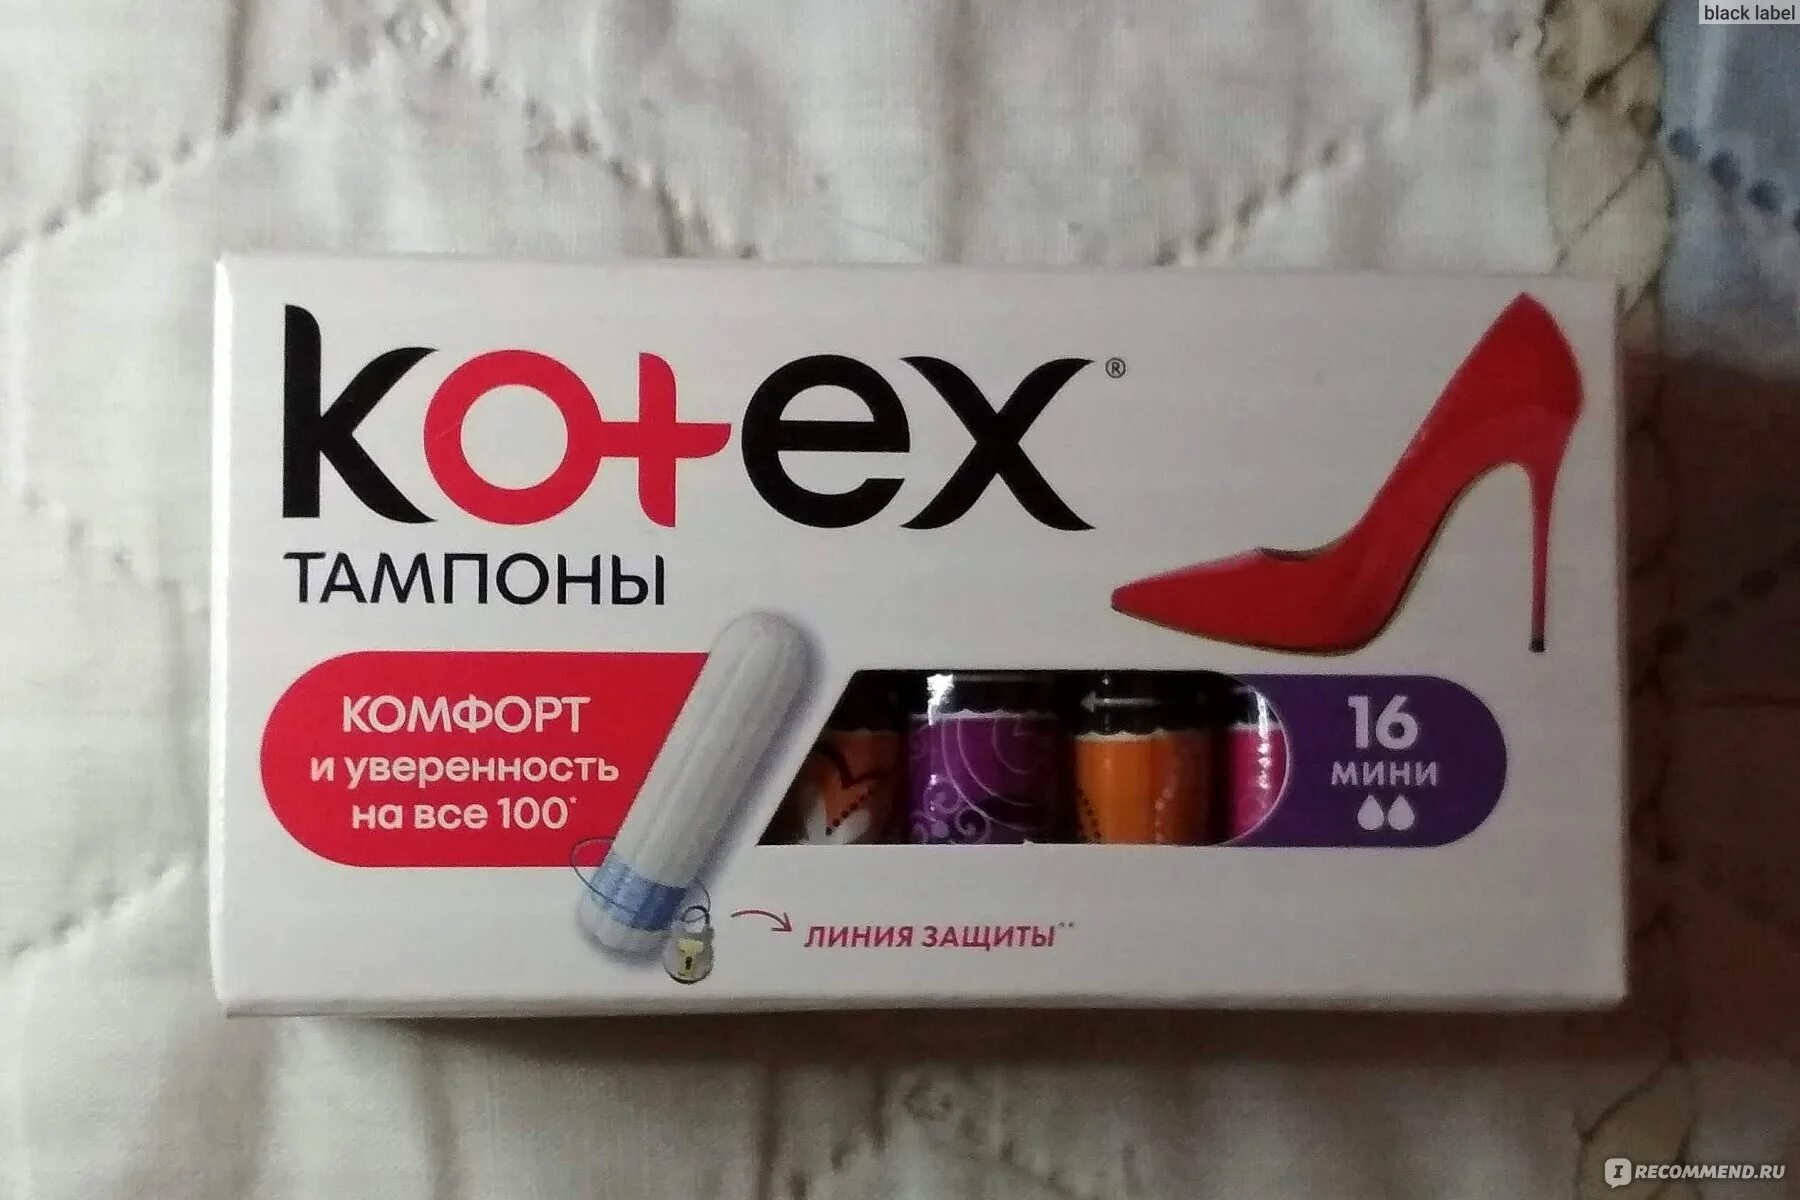 black label
kotex®
ТАМПОНЫ
КОМФОРТ
и уверенность
на все 100*
16
МИНИ
ЛИНИЯ ЗАЩИТЫ**
IRECOMMEND.RU